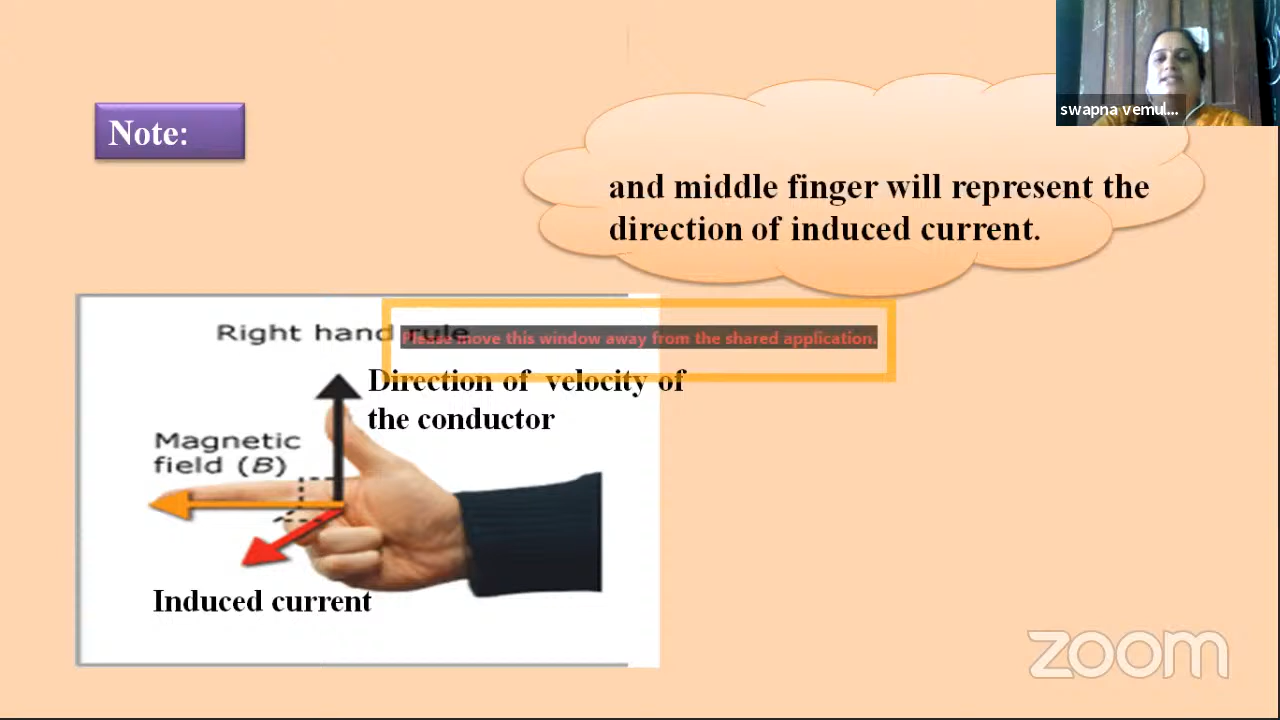 swapna vemul...
Note:
and middle finger will represent the
direction of induced current.
Right hand rule
Please move this window away from the shared application.
Direction of velocity of
the conductor
Magnetic
field (B)
Induced current
zoom